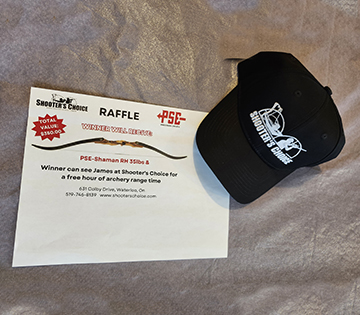 SHOOTER'S CHOICE
RAFFLE
PSE
TOTAL
VALUE:
$380.00
WINNER WILL RECEIVE:
PSE-Shaman RH 35lbs &
Winner can see James at Shooter's Choice for
a free hour of archery range time
631 Colby Drive, Waterloo, On
519-746-8139 www.shooterschoice.com
SHOOTER'S CHOICE